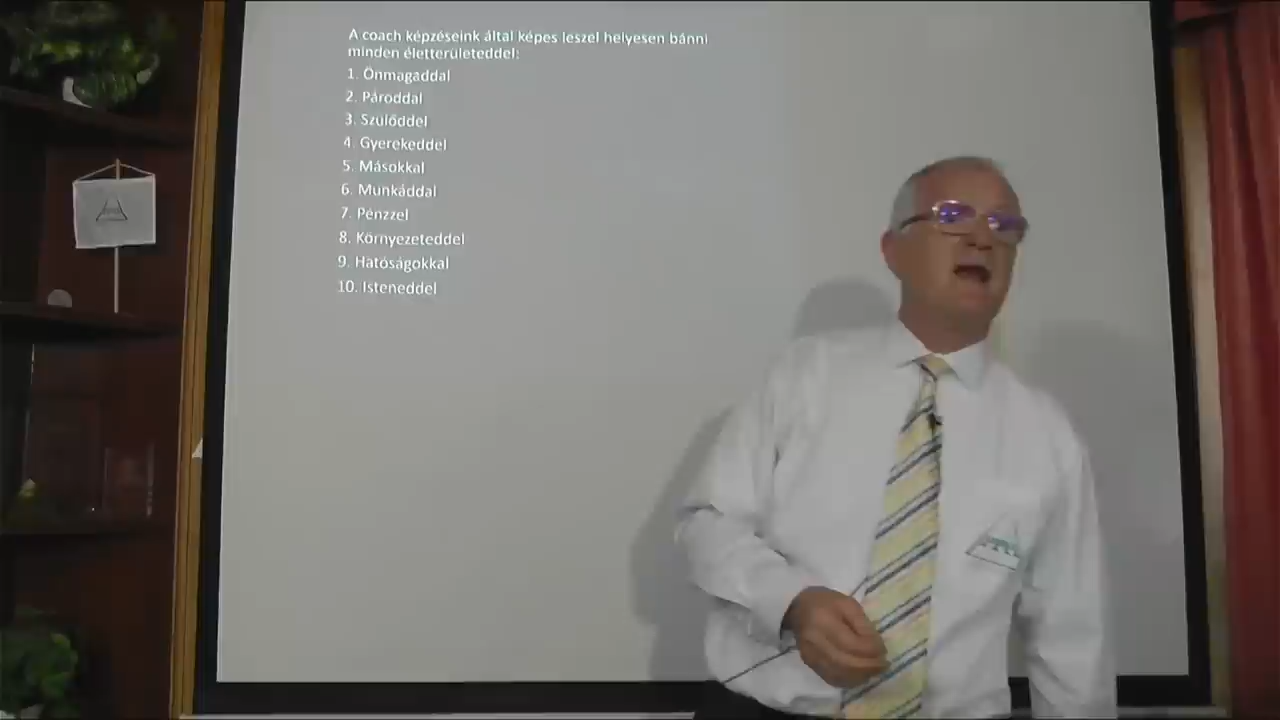 A coach képzéseink által képes leszel helyesen bánni
minden életterületeddel:
1. Önmagaddal
2. Pároddal
3. Szülőddel
4. Gyerekeddel
5. Másokkal
6. Munkáddal
7. Pénzzel
8. Környezeteddel
9. Hatóságokkal
10. Isteneddel